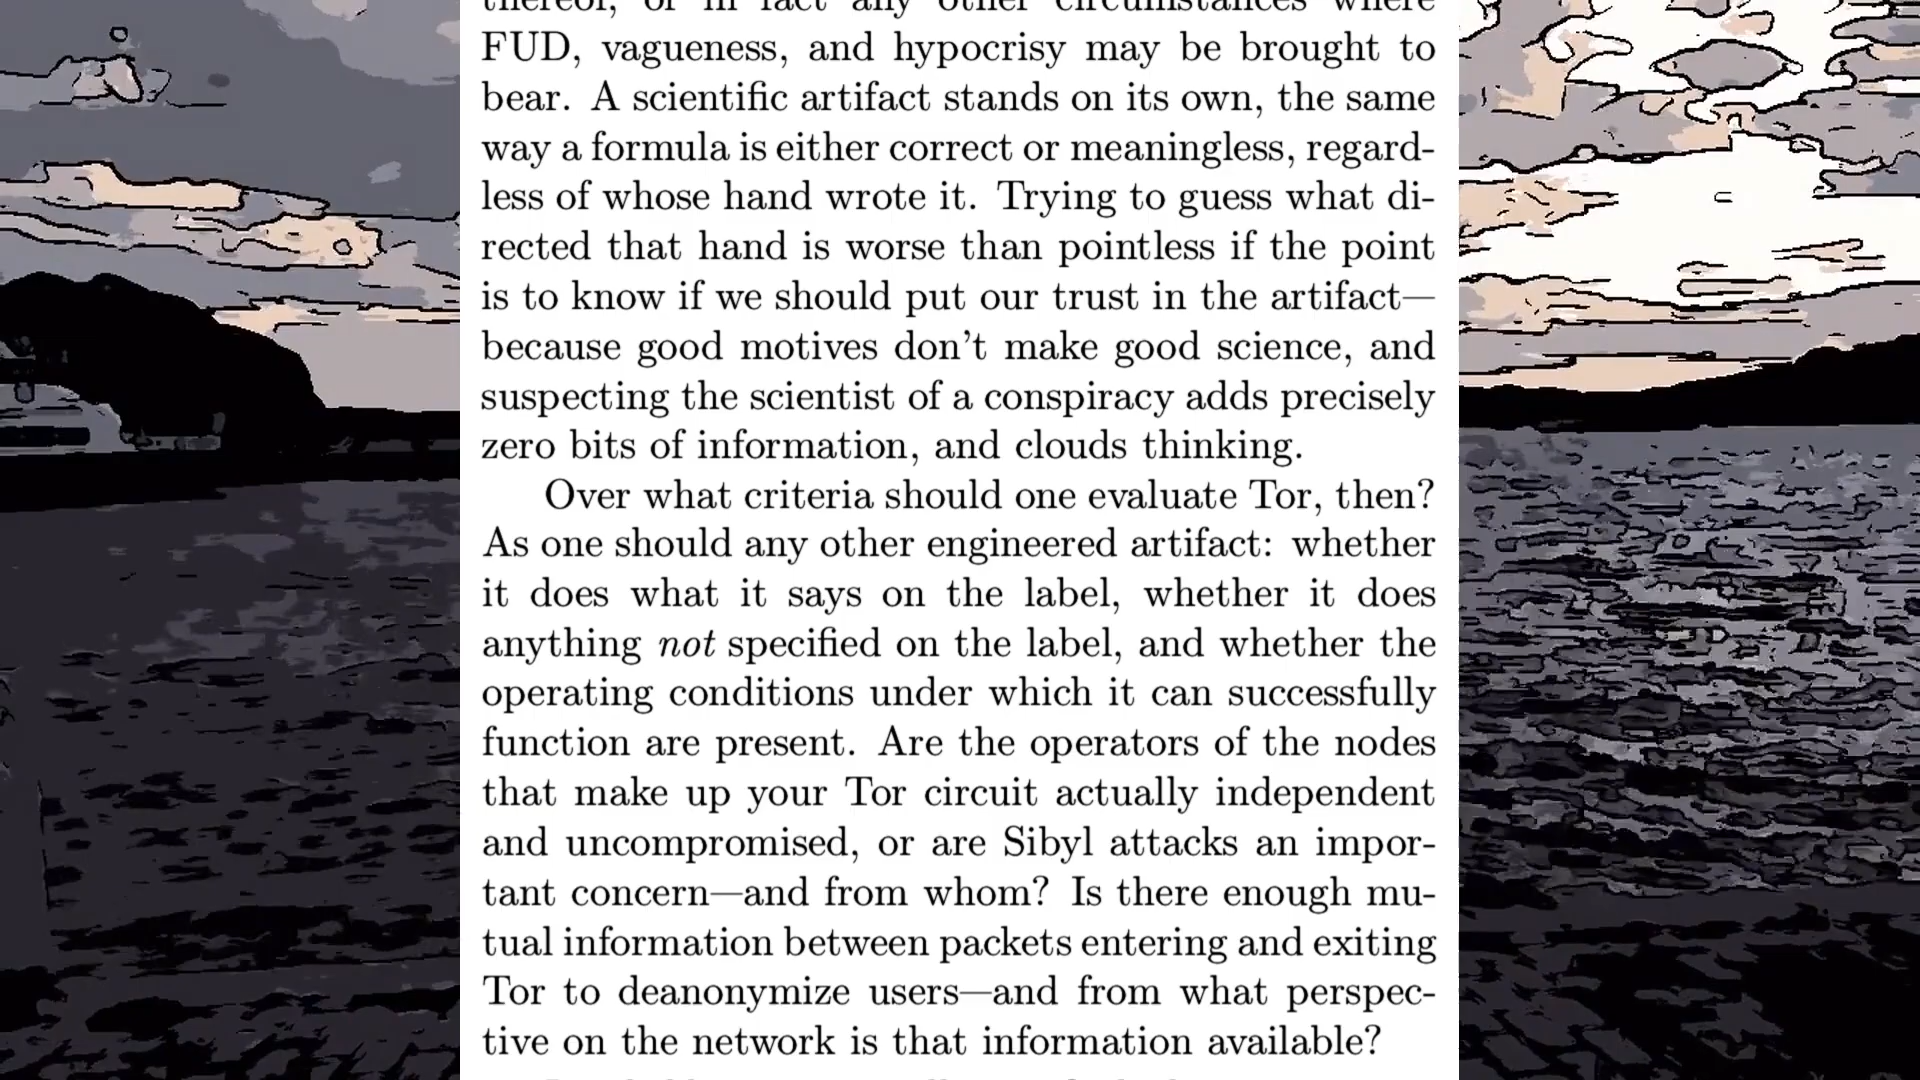 thereof, or in fact any other circumstances where
FUD, vagueness, and hypocrisy may be brought to
bear. A scientific artifact stands on its own, the same
way a formula is either correct or meaningless, regard-
less of whose hand wrote it. Trying to guess what di-
rected that hand is worse than pointless if the point
is to know if we should put our trust in the artifact—
because good motives don't make good science, and
suspecting the scientist of a conspiracy adds precisely
zero bits of information, and clouds thinking.
Over what criteria should one evaluate Tor, then?
As one should any other engineered artifact: whether
it does what it says on the label, whether it does
anything not specified on the label, and whether the
operating conditions under which it can successfully
function are present. Are the operators of the nodes
that make up your Tor circuit actually independent
and uncompromised, or are Sibyl attacks an impor-
tant concern—and from whom? Is there enough mu-
tual information between packets entering and exiting
Tor to deanonymize users—and from what perspec-
tive on the network is that information available?